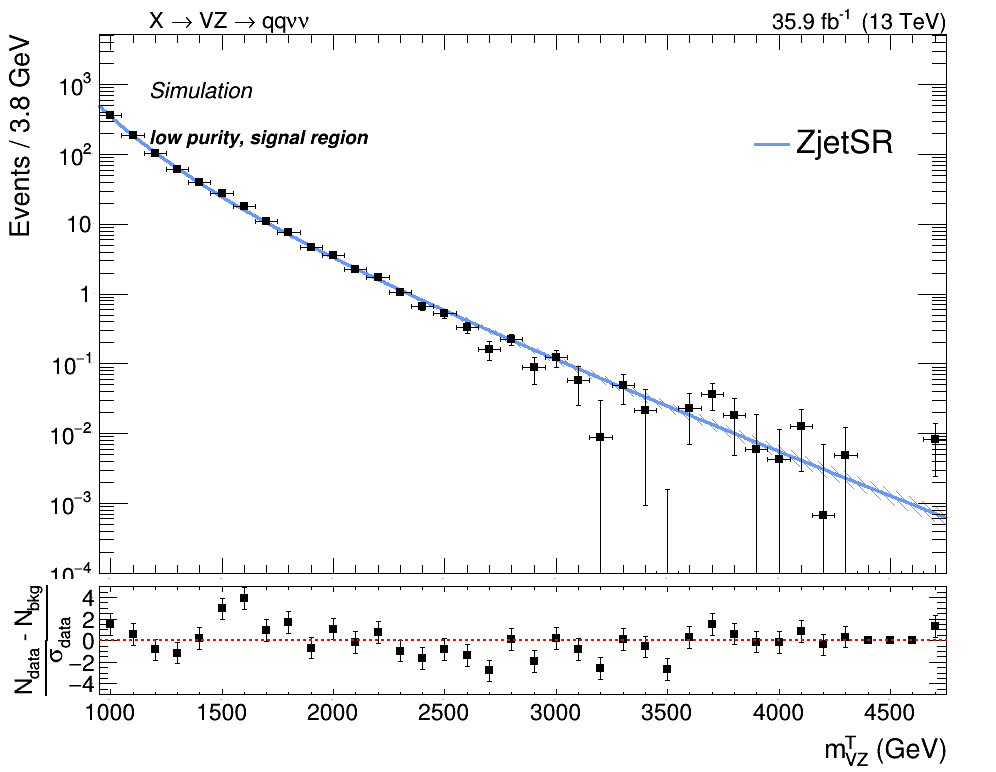 X → VZ → qqνν
35.9 fb⁻¹ (13 TeV)
Events / 3.8 GeV
10³
10²
10
1
10⁻¹
10⁻²
10⁻³
10⁻⁴
Simulation
low purity, signal region
ZjetSR
N_data - N_bkg
σ_data
4
2
0
−2
−4
1000 1500 2000 2500 3000 3500 4000 4500
m^T_VZ (GeV)